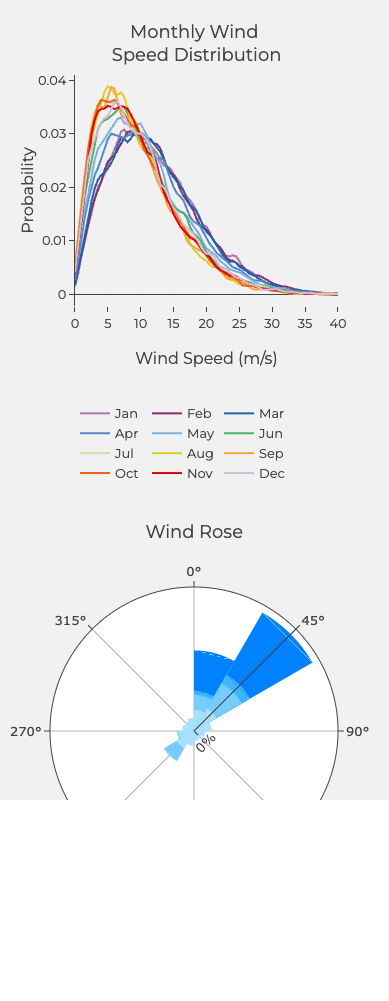 Monthly Wind
Speed Distribution
Probability
0.04
0.03
0.02
0.01
0
0 5 10 15 20 25 30 35 40
Wind Speed (m/s)
Jan Feb Mar
Apr May Jun
Jul Aug Sep
Oct Nov Dec
Wind Rose
0°
315° 45°
270° 90°
0%